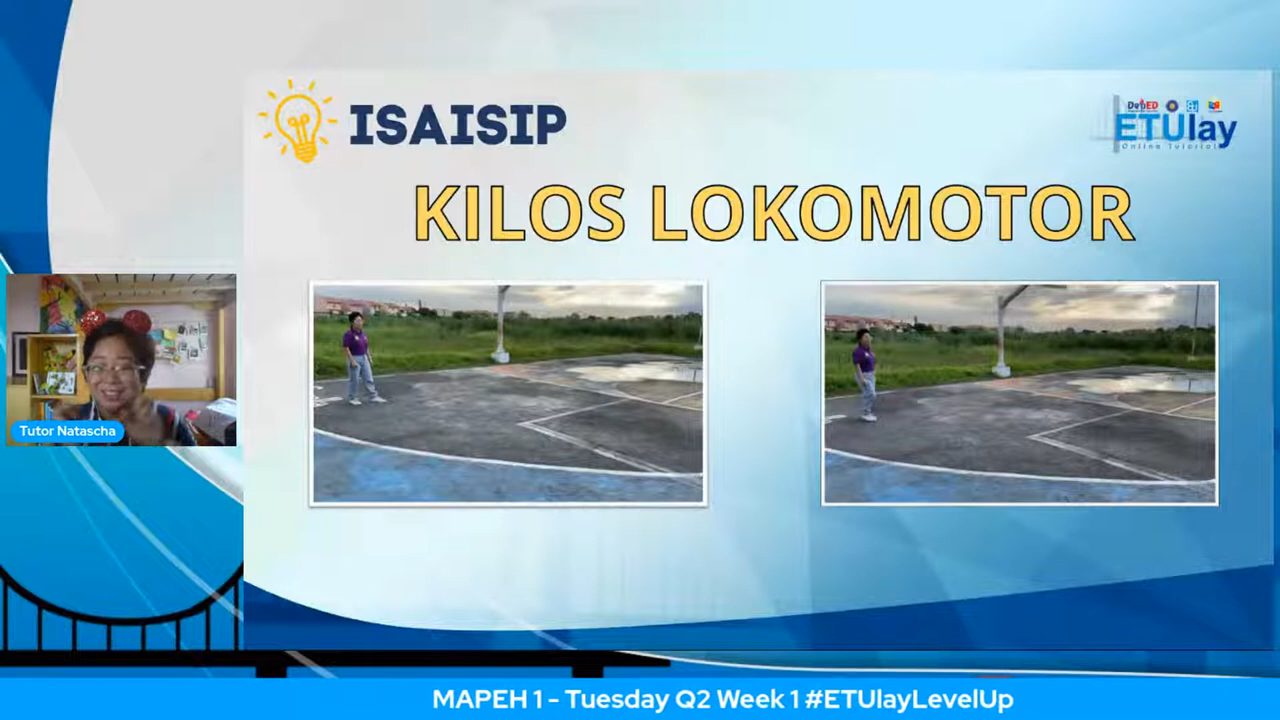 ISAISIP
DepED
ETUlay
Online Tutorial
KILOS LOKOMOTOR
Tutor Natascha
MAPEH 1 - Tuesday Q2 Week 1 #ETUlayLevelUp